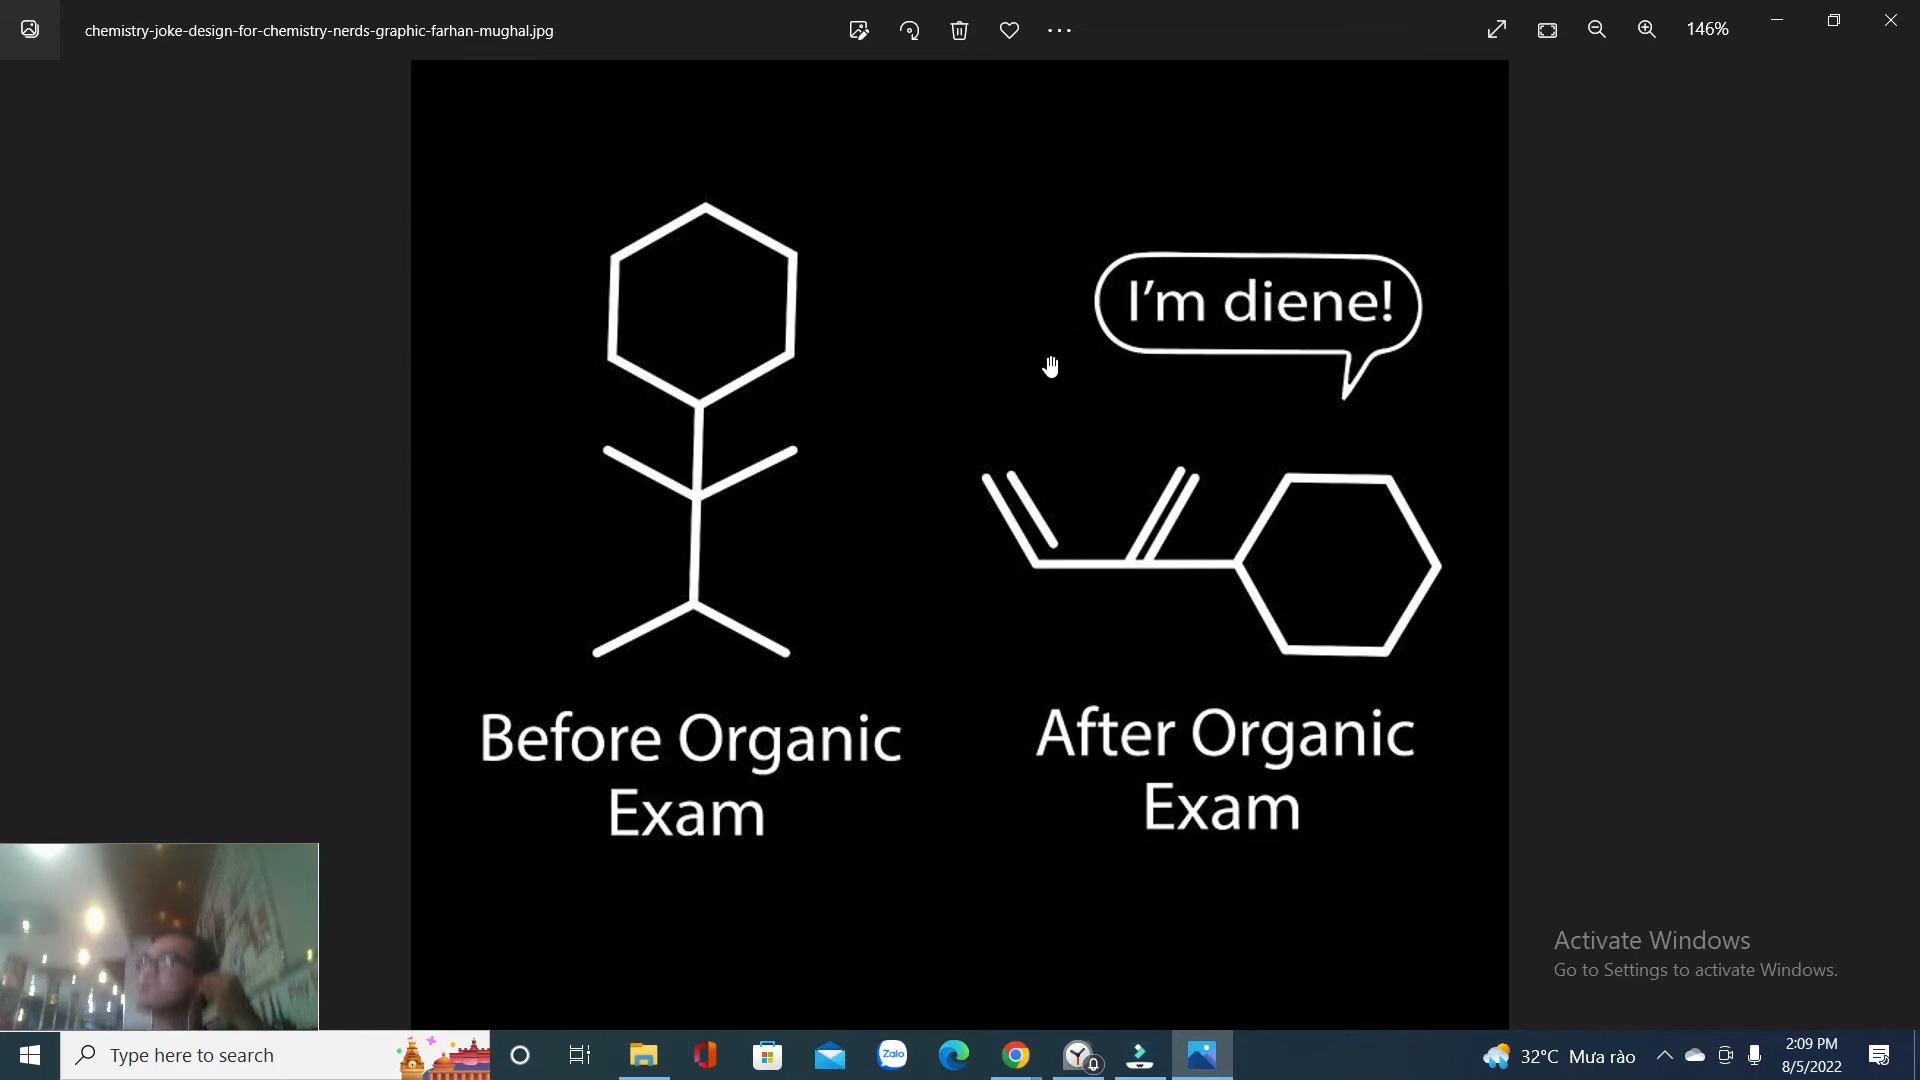 chemistry-joke-design-for-chemistry-nerds-graphic-farhan-mughal.jpg
146%
I'm diene!
Before Organic
Exam
After Organic
Exam
Activate Windows
Go to Settings to activate Windows.
Type here to search
Zalo
32°C Mưa rào
2:09 PM
8/5/2022